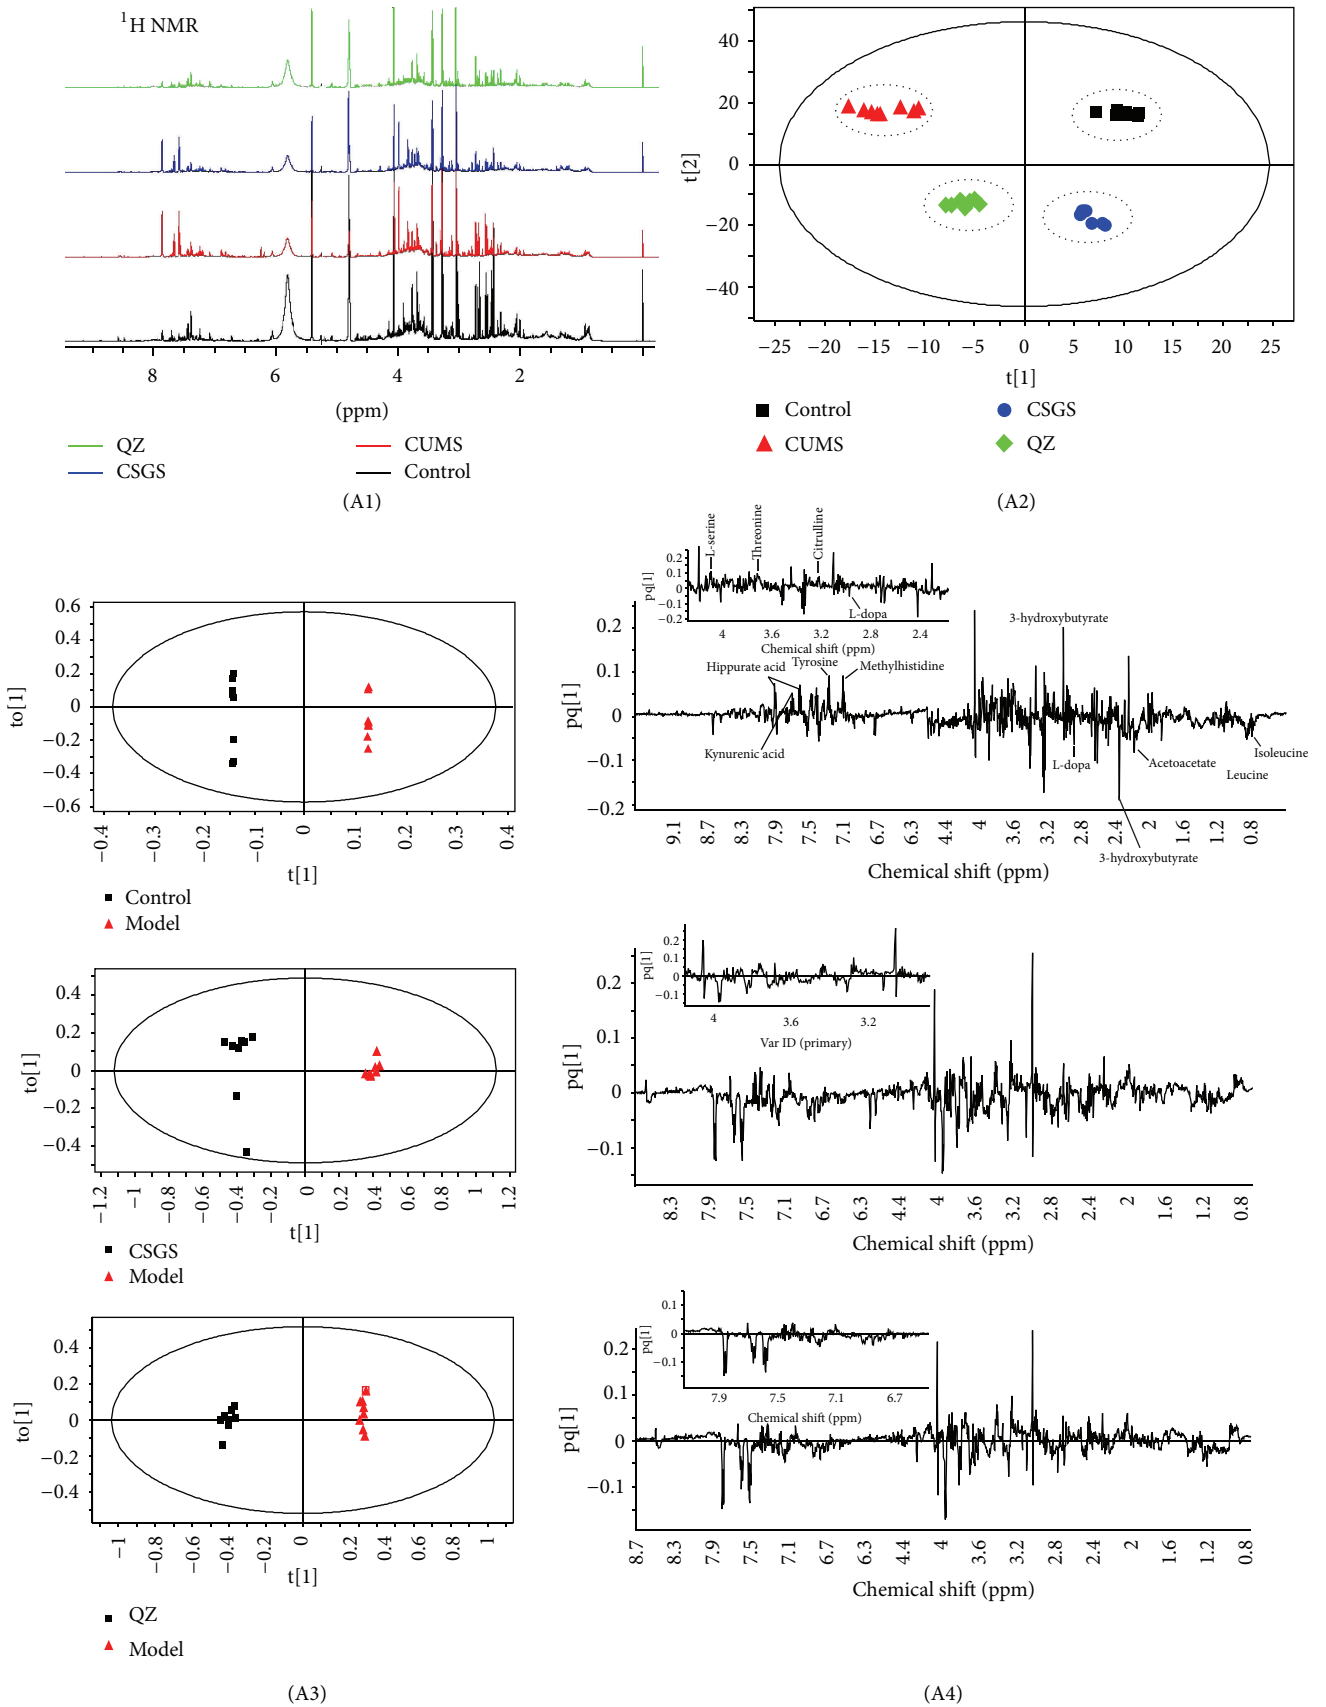 ¹H NMR
8 6 4 2
(ppm)
QZ CUMS
CSGS Control
(A1)
t[2]
40
20
0
−20
−40
−25 −20 −15 −10 −5 0 5 10 15 20 25
t[1]
Control CSGS
CUMS QZ
(A2)
to[1]
0.6
0.4
0.2
0
−0.2
−0.4
−0.6
−0.4 −0.2 −0.1 0 0.1 0.2 0.3 0.4
t[1]
Control
Model
pq[1]
0.2
0.1
0
−0.1
−0.2
L-serine
Threonine
Citrulline
L-dopa
4 3.6 3.2 2.8 2.4
Chemical shift (ppm)
pq[1]
0.2
0.1
0
−0.1
−0.2
Hippurate acid
Tyrosine
Methylhistidine
3-hydroxybutyrate
Kynurenic acid
L-dopa
Acetoacetate
Isoleucine
Leucine
3-hydroxybutyrate
9.1 8.7 8.3 7.9 7.5 7.1 6.7 6.3 4.4 4 3.6 3.2 2.8 2.4 2 1.6 1.2 0.8
Chemical shift (ppm)
to[1]
0.4
0.2
0
−0.2
−0.4
−1.2 −1 −0.8 −0.6 −0.4 −0.2 0 0.2 0.4 0.6 0.8 1 1.2
t[1]
CSGS
Model
pq[1]
0.2
0.1
0
−0.1
4 3.6 3.2
Var ID (primary)
pq[1]
0.2
0.1
0
−0.1
8.3 7.9 7.5 7.1 6.7 6.3 4.4 4 3.6 3.2 2.8 2.4 2 1.6 1.2 0.8
Chemical shift (ppm)
to[1]
0.4
0.2
0
−0.2
−0.4
−1 −0.8 −0.6 −0.4 −0.2 0 0.2 0.4 0.6 0.8 1
t[1]
QZ
Model
(A3)
pq[1]
0.1
0
−0.1
7.9 7.5 7.1 6.7
Chemical shift (ppm)
pq[1]
0.2
0.1
0
−0.1
8.7 8.3 7.9 7.5 7.1 6.7 6.3 4.4 4 3.6 3.2 2.8 2.4 2 1.6 1.2 0.8
Chemical shift (ppm)
(A4)